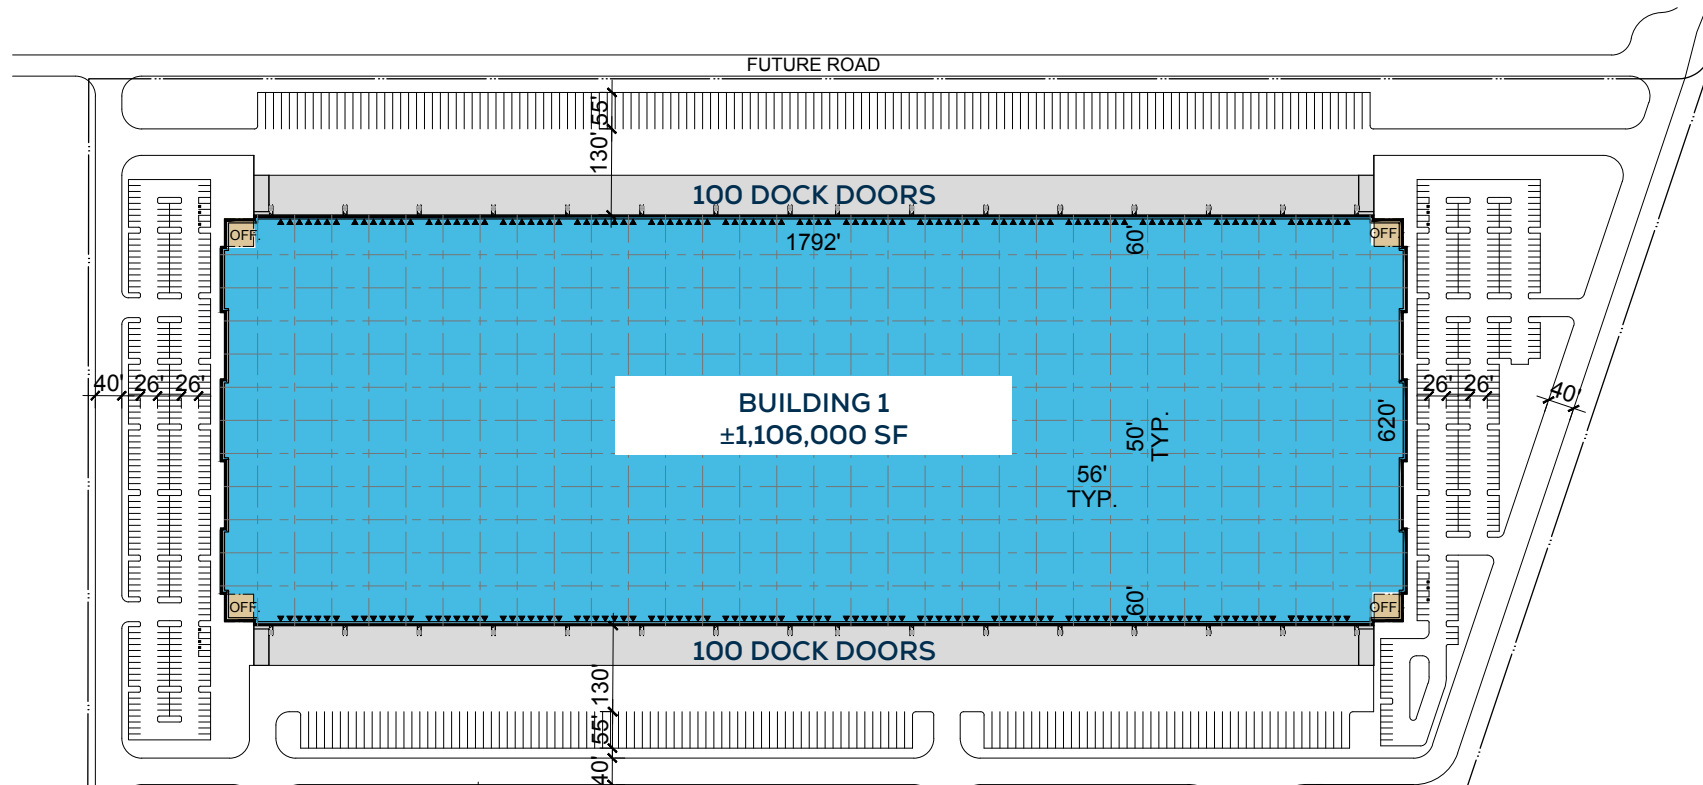 FUTURE ROAD
55'
130'
100 DOCK DOORS
OFF.
1792'
60'
OFF.
40' 26' 26'
BUILDING 1
±1,106,000 SF
50'
TYP.
56'
TYP.
620'
26' 26'
40'
OFF.
60'
OFF.
100 DOCK DOORS
130'
55'
40'